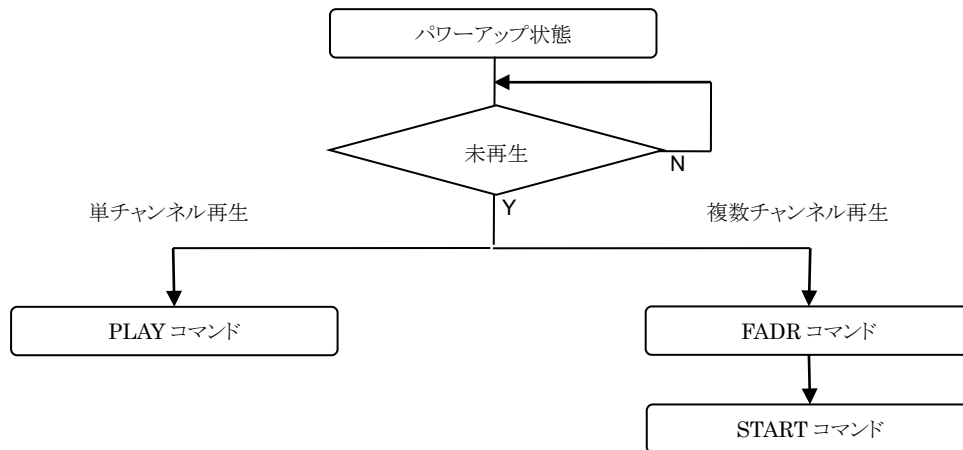 パワーアップ状態
未再生
N
Y
単チャンネル再生
複数チャンネル再生
PLAY コマンド
FADR コマンド
START コマンド